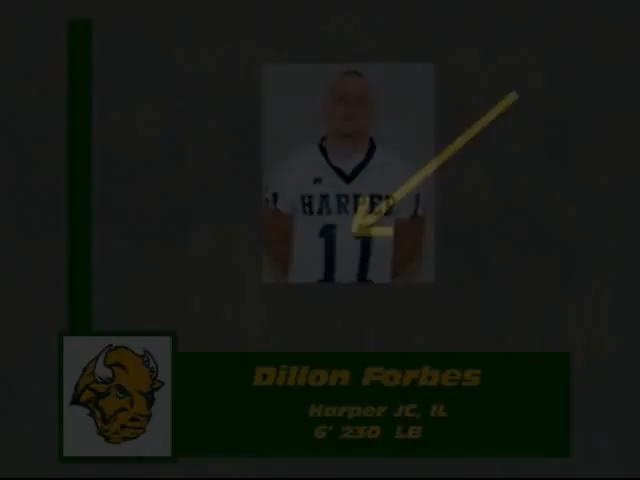 HARPER
11
Dillon Forbes
Harper JC, IL
6' 230 LB